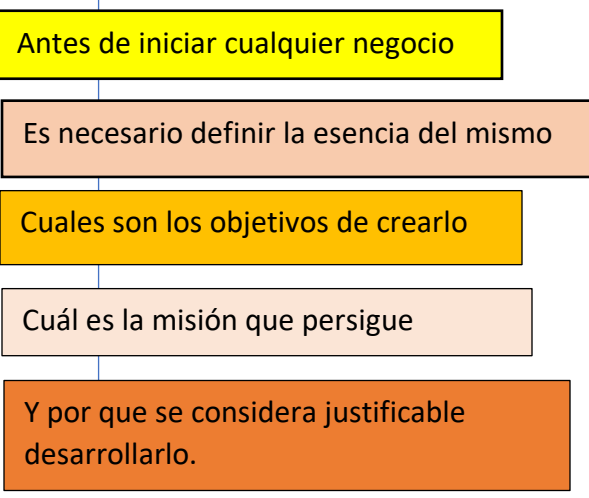 Antes de iniciar cualquier negocio
Es necesario definir la esencia del mismo
Cuales son los objetivos de crearlo
Cuál es la misión que persigue
Y por que se considera justificable
desarrollarlo.